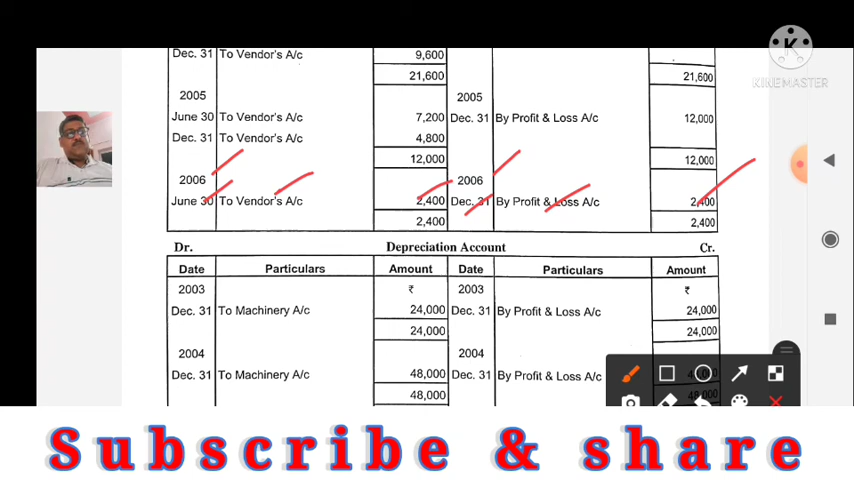 Dec. 31 To Vendor's A/c 9,600
21,600 21,600
2005 2005
June 30 To Vendor's A/c 7,200 Dec. 31 By Profit & Loss A/c 12,000
Dec. 31 To Vendor's A/c 4,800
12,000 12,000
2006 2006
June 30 To Vendor's A/c 2,400 Dec. 31 By Profit & Loss A/c 2,400
2,400 2,400
Dr. Depreciation Account Cr.
Date Particulars Amount Date Particulars Amount
2003 ₹ 2003 ₹
Dec. 31 To Machinery A/c 24,000 Dec. 31 By Profit & Loss A/c 24,000
24,000 24,000
2004 2004
Dec. 31 To Machinery A/c 48,000 Dec. 31 By Profit & Loss A/c
48,000
KINEMASTER
Subscribe & share